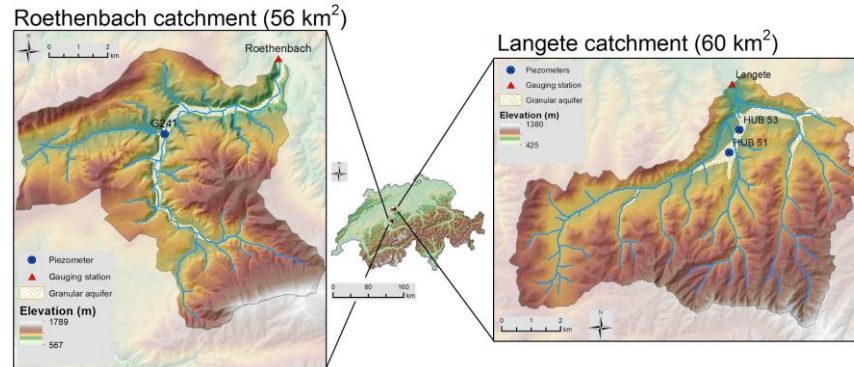 Roethenbach catchment (56 km²)
0 1 2
km
Roethenbach
G241
Piezometer
Gauging station
Granular aquifer
Elevation (m)
1789
567
0 80 160
km
Langete catchment (60 km²)
Piezometers
Gauging station
Granular aquifer
Elevation (m)
1380
425
Langete
HUB 53
HUB 51
0 1 2
km